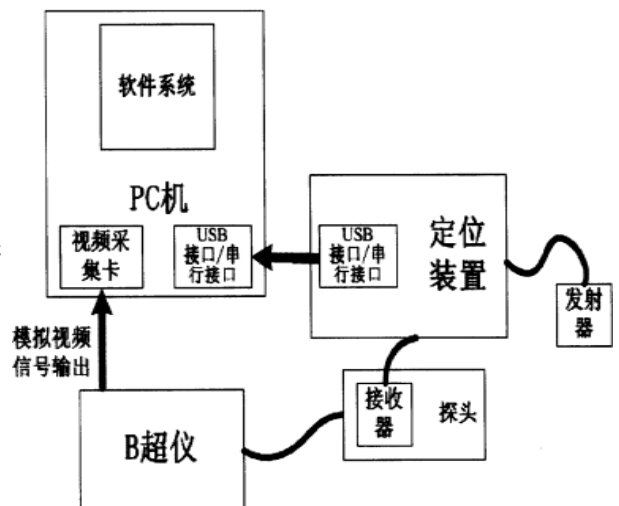 软件系统
PC机
视频采
集卡
USB
接口/串
行接口
USB
接口/串
行接口
定位
装置
发射
器
模拟视频
信号输出
接收
器
探头
B超仪